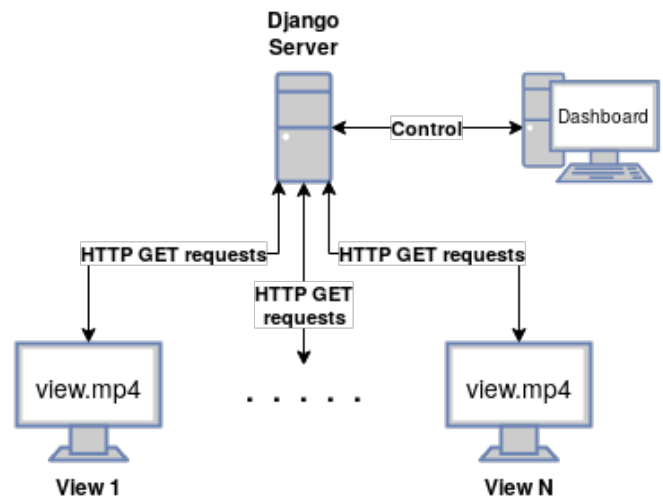 Django
Server
Control
Dashboard
HTTP GET requests
HTTP GET requests
HTTP GET
requests
view.mp4
. . . . .
view.mp4
View 1
View N